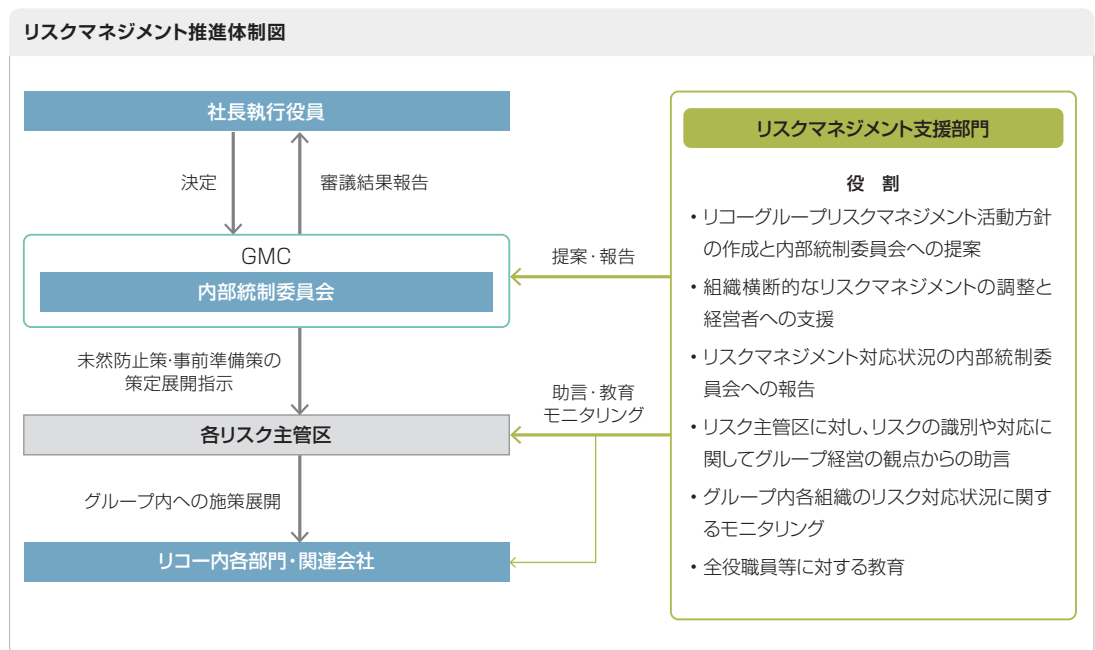 リスクマネジメント推進体制図
社長執行役員
決定
審議結果報告
GMC
内部統制委員会
未然防止策・事前準備策の
策定展開指示
各リスク主管区
グループ内への施策展開
リコー内各部門・関連会社
提案・報告
助言・教育
モニタリング
リスクマネジメント支援部門
役 割
・リコーグループリスクマネジメント活動方針
の作成と内部統制委員会への提案
・組織横断的なリスクマネジメントの調整と
経営者への支援
・リスクマネジメント対応状況の内部統制委
員会への報告
・リスク主管区に対し、リスクの識別や対応に
関してグループ経営の観点からの助言
・グループ内各組織のリスク対応状況に関す
るモニタリング
・全役職員等に対する教育